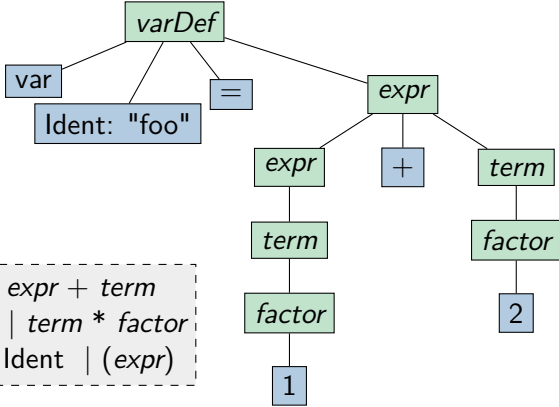 varDef
var
Ident: "foo"
=
expr
expr
+
term
term
factor
factor
2
1
expr + term
| term * factor
Ident | (expr)